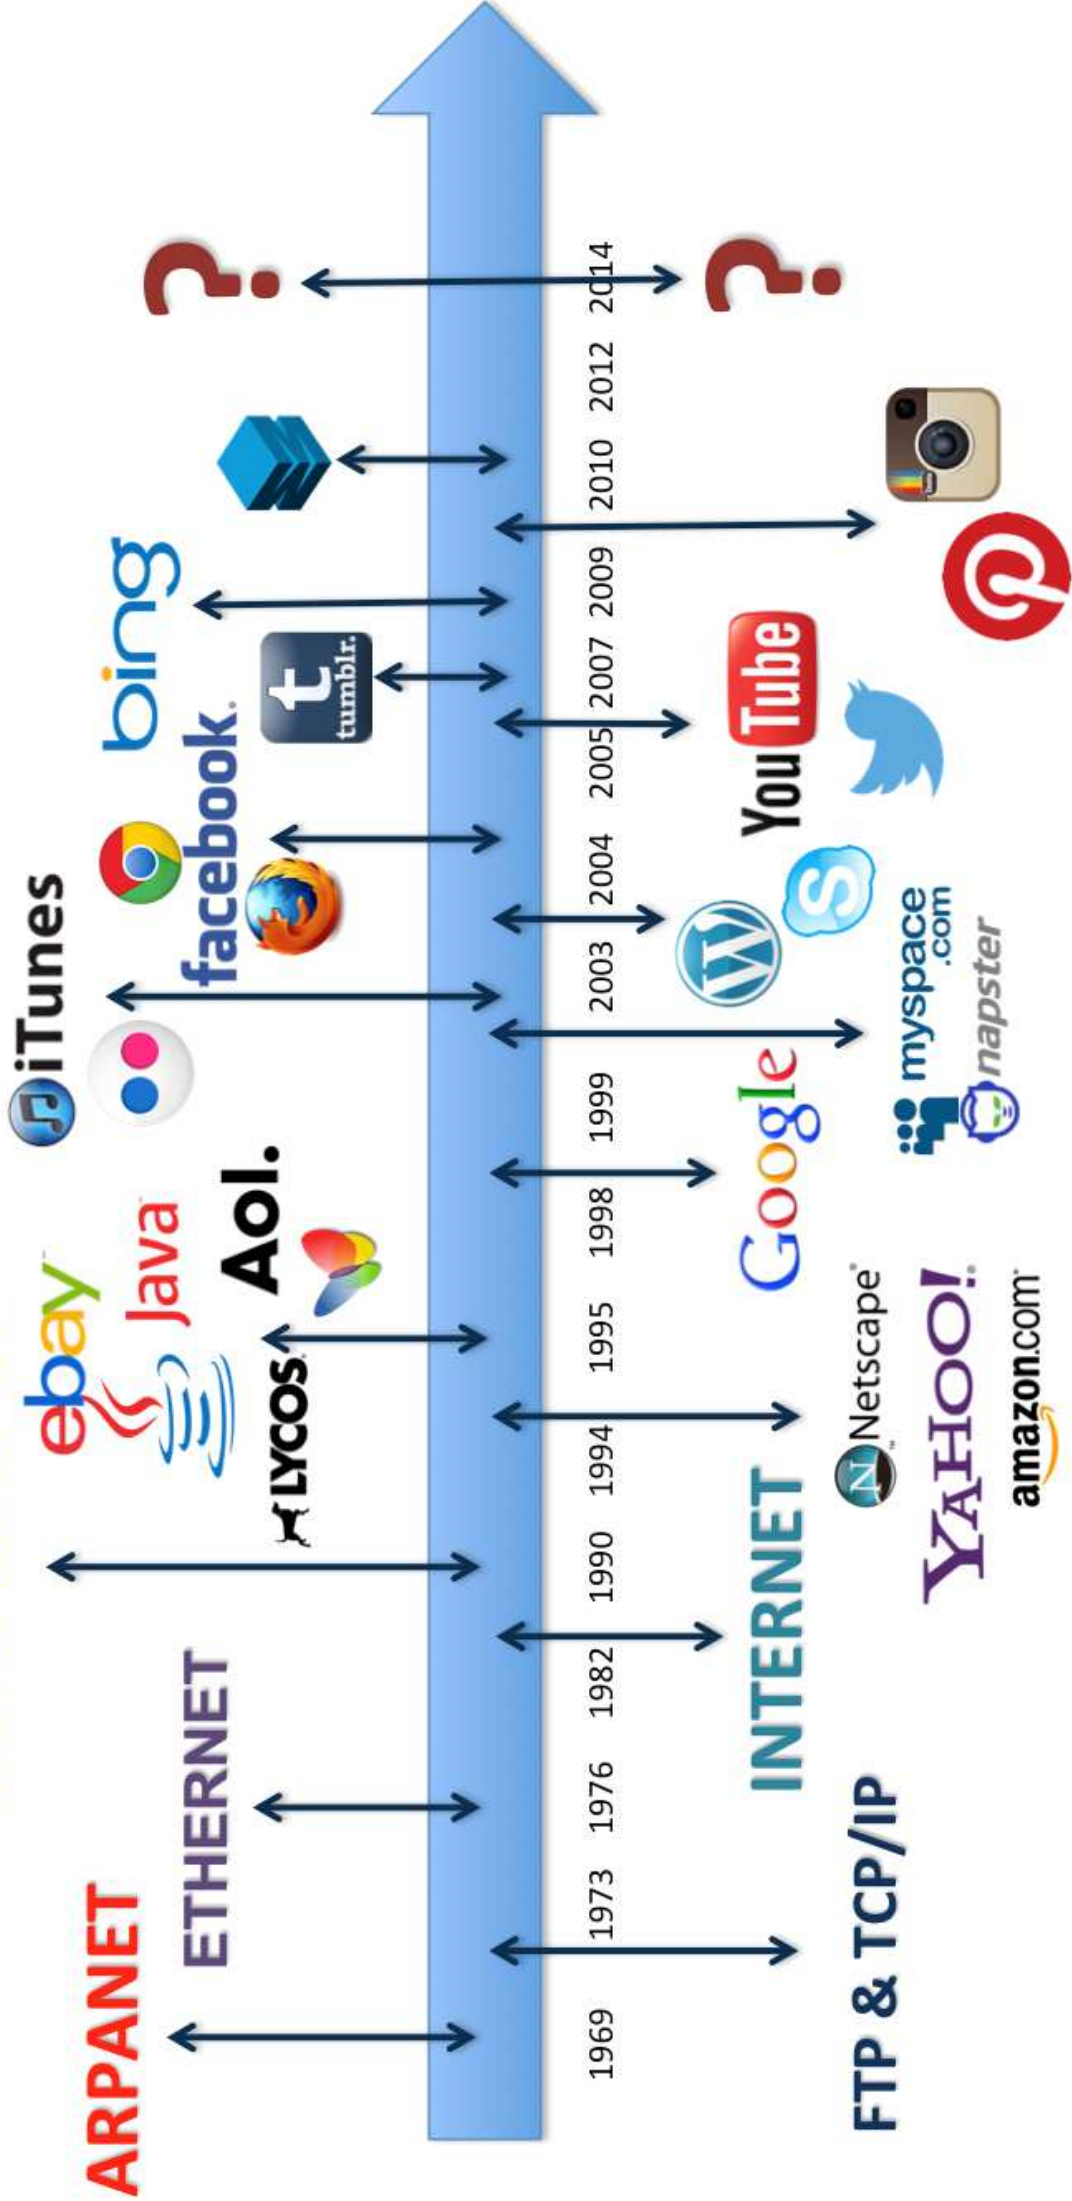 ARPANET
ETHERNET
ebay
Java
LYCOS
Aol.
iTunes
facebook.
bing
t
tumblr.
?
1969
1973
1976
1982
1990
1994
1995
1998
1999
2003
2004
2005
2007
2009
2010
2012
2014
FTP & TCP/IP
INTERNET
N Netscape®
YAHOO!®
amazon.com
Google
myspace
.com
napster
W
S
You Tube
P
?